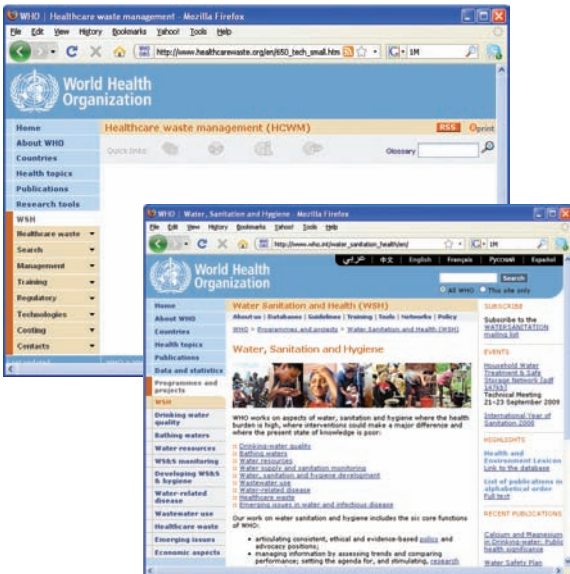 WHO | Healthcare waste management - Mozilla Firefox
File Edit View History Bookmarks Yahoo! Tools Help
http://www.healthcarewaste.org/en/650_tech_small.htm
World Health
Organization
Home
Healthcare waste management (HCWM)
RSS
print
About WHO
Quick links:
Glossary
Countries
Health topics
Publications
Research tools
WSH
Healthcare waste
Search
Management
Training
Regulatory
Technologies
Costing
Contacts
WHO | Water, Sanitation and Hygiene - Mozilla Firefox
File Edit View History Bookmarks Yahoo! Tools Help
http://www.who.int/water_sanitation_health/en/
عربي | 中文 | English | Français | Русский | Español
World Health
Organization
Search
All WHO This site only
Home
About WHO
Countries
Health topics
Publications
Data and statistics
Programmes and
projects
WSH
Drinking water
quality
Bathing waters
Water resources
WS&S monitoring
Developing WS&S
& hygiene
Water-related
disease
Wastewater use
Healthcare waste
Emerging issues
Economic aspects
Water Sanitation and Health (WSH)
About us | Databases | Guidelines | Training | Tools | Networks | Policy
WHO > Programmes and projects > Water Sanitation and Health (WSH)
Water, Sanitation and Hygiene
WHO works on aspects of water, sanitation and hygiene where the health
burden is high, where interventions could make a major difference and
where the present state of knowledge is poor:
Drinking-water quality
Bathing waters
Water resources
Water supply and sanitation monitoring
Water, sanitation and hygiene development
Wastewater use
Water-related disease
Healthcare waste
Emerging issues in water and infectious disease
Our work on water sanitation and hygiene includes the six core functions
of WHO:
• articulating consistent, ethical and evidence-based policy and
advocacy positions;
• managing information by assessing trends and comparing
performance; setting the agenda for, and stimulating, research
SUBSCRIBE
Subscribe to the
WATERSANITATION
mailing list
EVENTS
Household Water
Treatment & Safe
Storage Network [pdf
Technical Meeting
21-23 September 2009
International Year of
Sanitation 2008
HIGHLIGHTS
Health and
Environment Lexicon
Link to the database
List of publications in
alphabetical order
Full text
RECENT PUBLICATIONS
Calcium and Magnesium
in Drinking-water: Public
health significance
Water Safety Plan